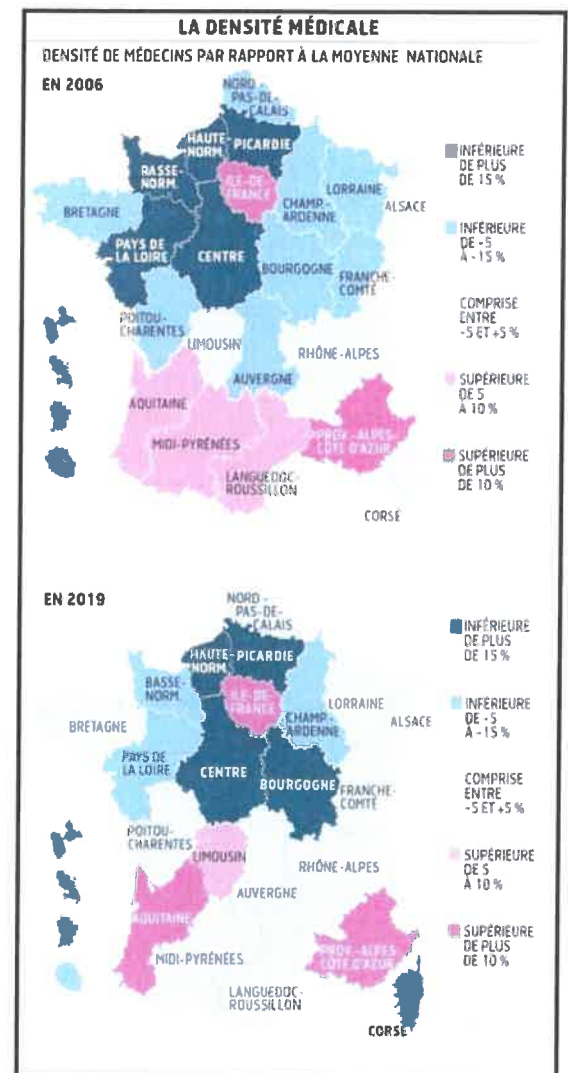 LA DENSITÉ MÉDICALE
DENSITÉ DE MÉDECINS PAR RAPPORT À LA MOYENNE NATIONALE
EN 2006
NORD -
PAS-DE-
CALAIS
HAUTE-
NORM.
PICARDIE
BASSE-
NORM.
ILE-DE-
FRANCE
CHAMP.-
ARDENNE
LORRAINE
ALSACE
BRETAGNE
PAYS DE
LA LOIRE
CENTRE
BOURGOGNE
FRANCHE-
COMTÉ
POITOU-
CHARENTES
LIMOUSIN
RHÔNE-ALPES
AUVERGNE
AQUITAINE
MIDI-PYRÉNÉES
PROV.-ALPES-
CÔTE D'AZUR
LANGUEDOC-
ROUSSILLON
CORSE
INFÉRIEURE
DE PLUS
DE 15 %
INFÉRIEURE
DE -5
À -15 %
COMPRISE
ENTRE
-5 ET +5 %
SUPÉRIEURE
DE 5
À 10 %
SUPÉRIEURE
DE PLUS
DE 10 %
EN 2019
NORD -
PAS-DE-
CALAIS
HAUTE-
NORM.
PICARDIE
BASSE-
NORM.
ILE-DE-
FRANCE
CHAMP.-
ARDENNE
LORRAINE
ALSACE
BRETAGNE
PAYS DE
LA LOIRE
CENTRE
BOURGOGNE
FRANCHE-
COMTÉ
POITOU-
CHARENTES
LIMOUSIN
RHÔNE-ALPES
AUVERGNE
AQUITAINE
MIDI-PYRÉNÉES
PROV.-ALPES
CÔTE D'AZUR
LANGUEDOC-
ROUSSILLON
CORSE
INFÉRIEURE
DE PLUS
DE 15 %
INFÉRIEURE
DE -5
À -15 %
COMPRISE
ENTRE
-5 ET +5 %
SUPÉRIEURE
DE 5
À 10 %
SUPÉRIEURE
DE PLUS
DE 10 %